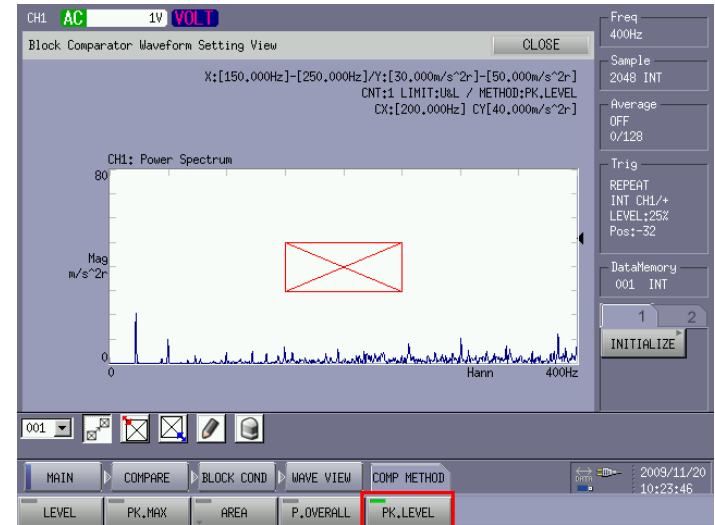 CH1 AC 1V VOLT
Block Comparator Waveform Setting View CLOSE
X:[150.000Hz]-[250.000Hz]/Y:[30.000m/s^2r]-[50.000m/s^2r]
CNT:1 LIMIT:U&L / METHOD:PK.LEVEL
CX:[200.000Hz] CY[40.000m/s^2r]
CH1: Power Spectrum
80
Mag
m/s^2r
0
0 Hann 400Hz
Freq
400Hz
Sample
2048 INT
Average
OFF
0/128
Trig
REPEAT
INT CH1/+
LEVEL:25%
Pos:-32
DataMemory
001 INT
1 2
INITIALIZE
001
MAIN COMPARE BLOCK COND WAVE VIEW COMP METHOD
DATA
2009/11/20
10:23:46
LEVEL PK.MAX AREA P.OVERALL PK.LEVEL